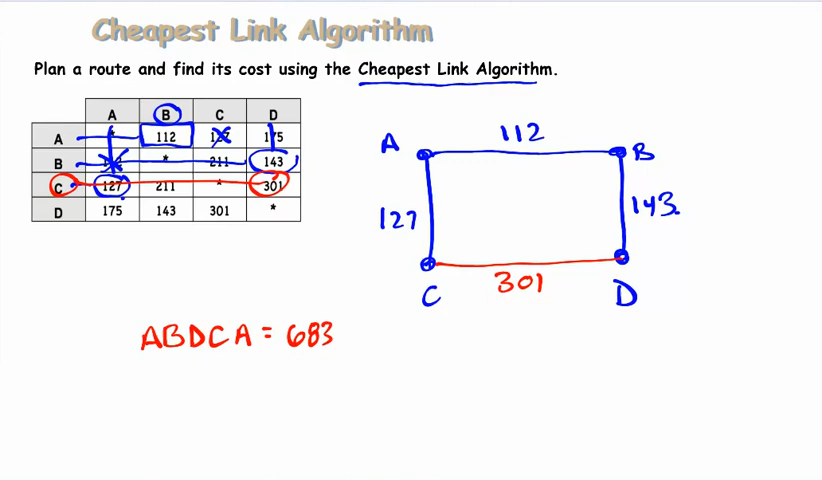 Cheapest Link Algorithm
Plan a route and find its cost using the Cheapest Link Algorithm.
A B C D
A * 112 127 175
B * 211 143
C 127 211 * 301
D 175 143 301 *
A 112 B
127 143
C 301 D
ABDCA = 683